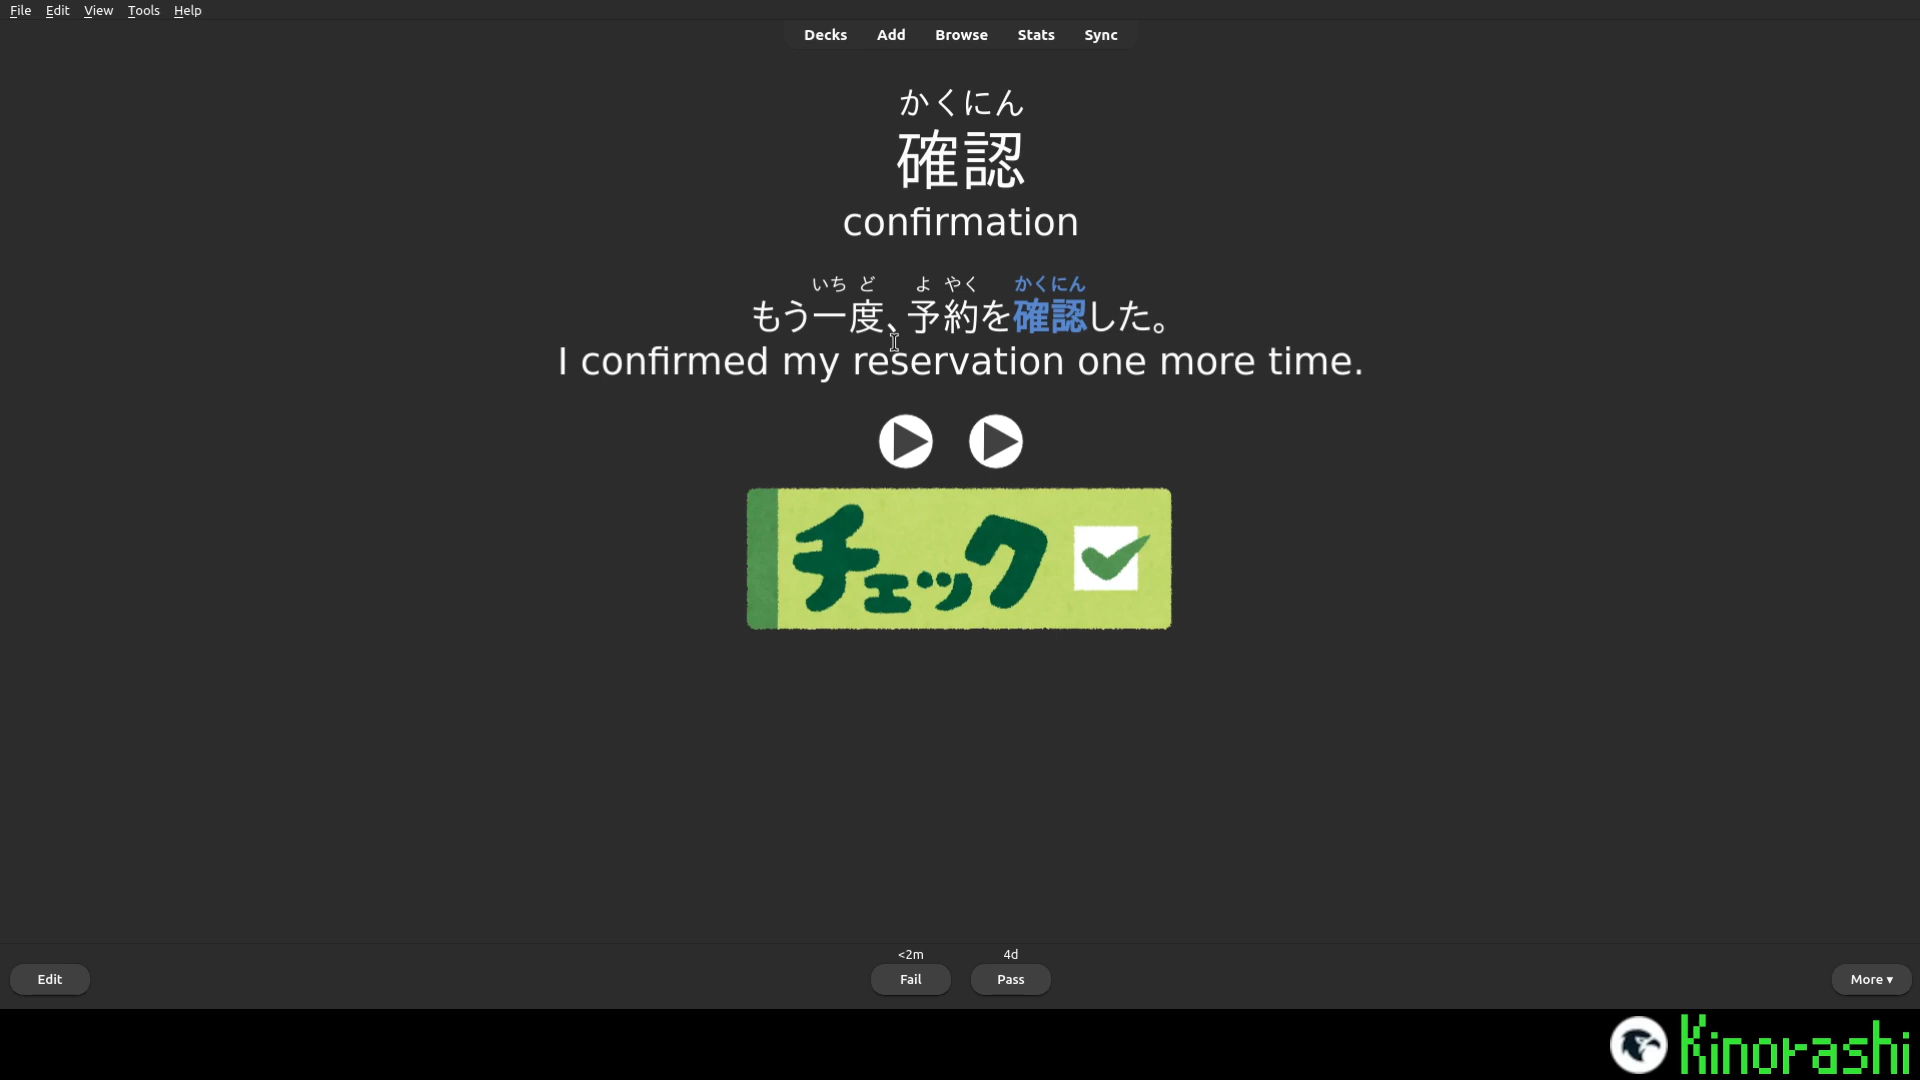 File Edit View Tools Help
Decks Add Browse Stats Sync
かくにん
確認
confirmation
いち ど よ やく かくにん
もう一度、予約を確認した。
I confirmed my reservation one more time.
チェック
<2m 4d
Edit Fail Pass More ▾
Kinorashi